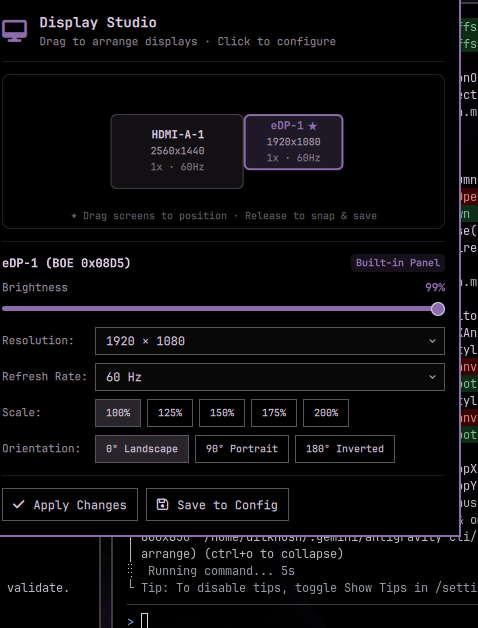 Display Studio
Drag to arrange displays · Click to configure
HDMI-A-1
2560x1440
1x · 60Hz
eDP-1 ★
1920x1080
1x · 60Hz
✦ Drag screens to position · Release to snap & save
eDP-1 (BOE 0x08D5)
Built-in Panel
Brightness
99%
Resolution:
1920 × 1080
Refresh Rate:
60 Hz
Scale:
100%
125%
150%
175%
200%
Orientation:
0° Landscape
90° Portrait
180° Inverted
Apply Changes
Save to Config
arrange) (ctrl+o to collapse)
Running command... 5s
validate.
└ Tip: To disable tips, toggle Show Tips in /setti
>